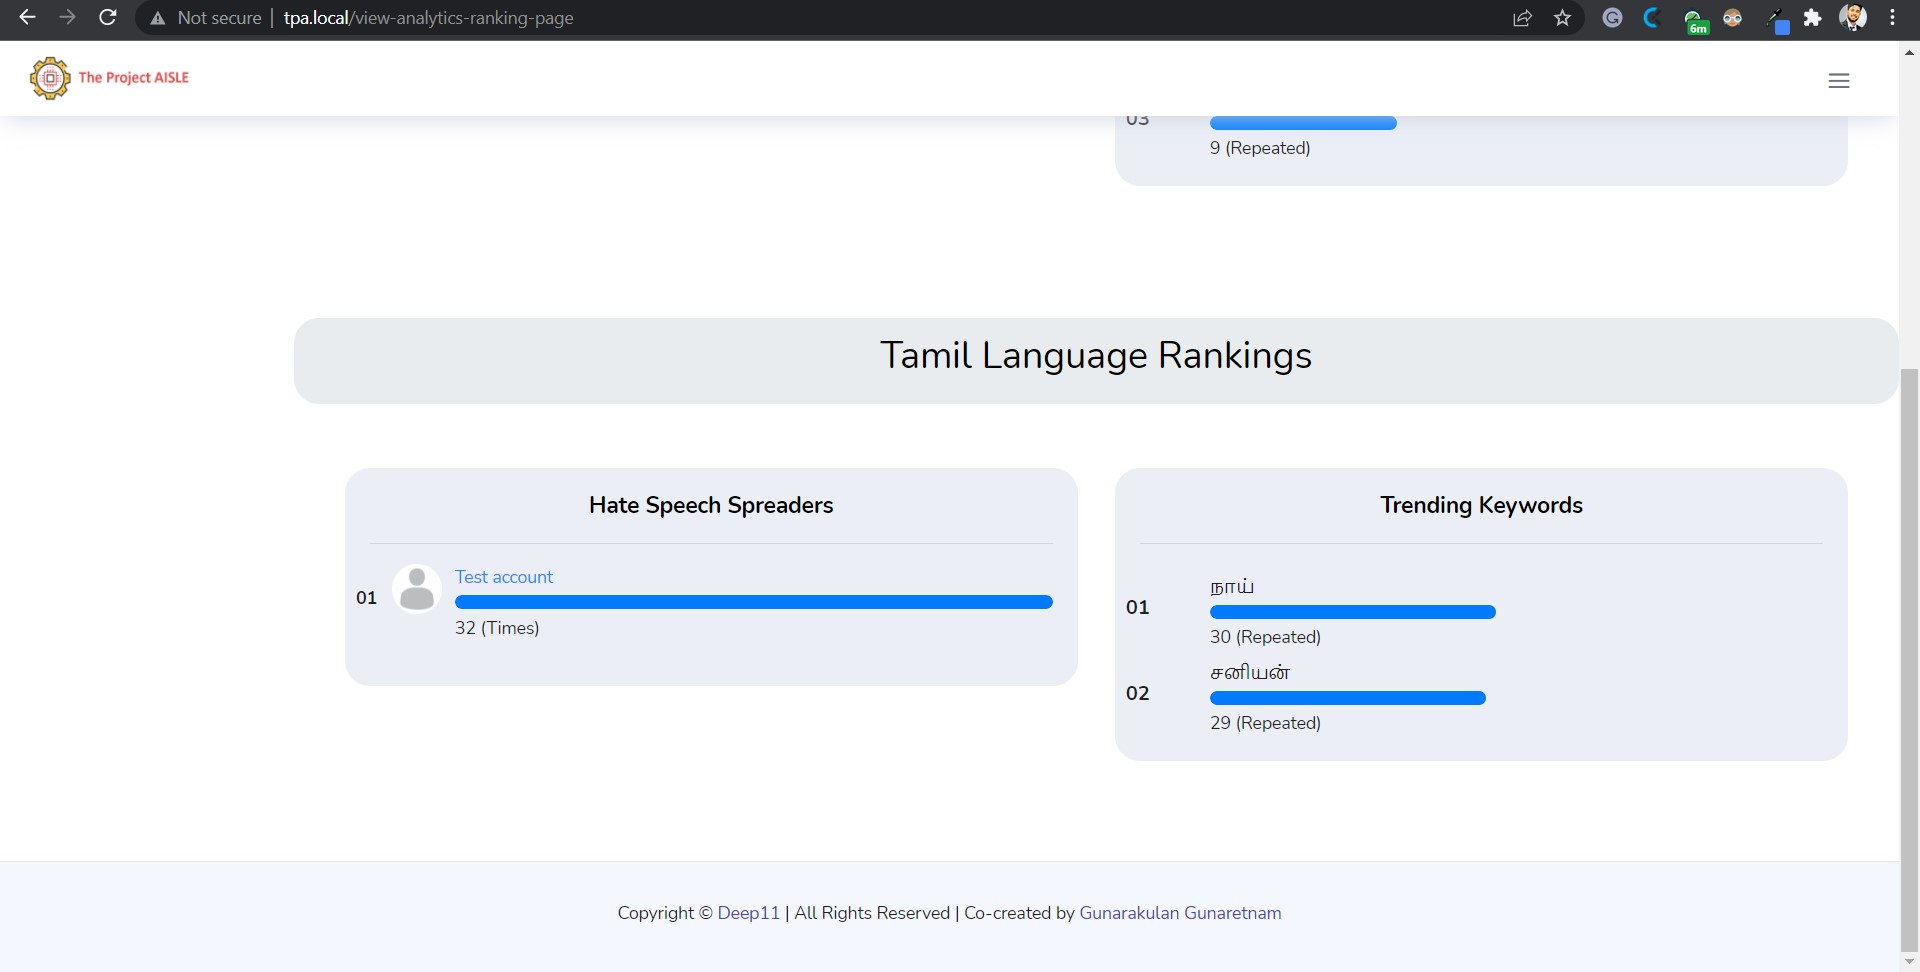 Not secure | tpa.local/view-analytics-ranking-page
6m
The Project AISLE
03
9 (Repeated)
Tamil Language Rankings
Hate Speech Spreaders
01
Test account
32 (Times)
Trending Keywords
01
நாய்
30 (Repeated)
02
சனியன்
29 (Repeated)
Copyright © Deep11 | All Rights Reserved | Co-created by Gunarakulan Gunaretnam